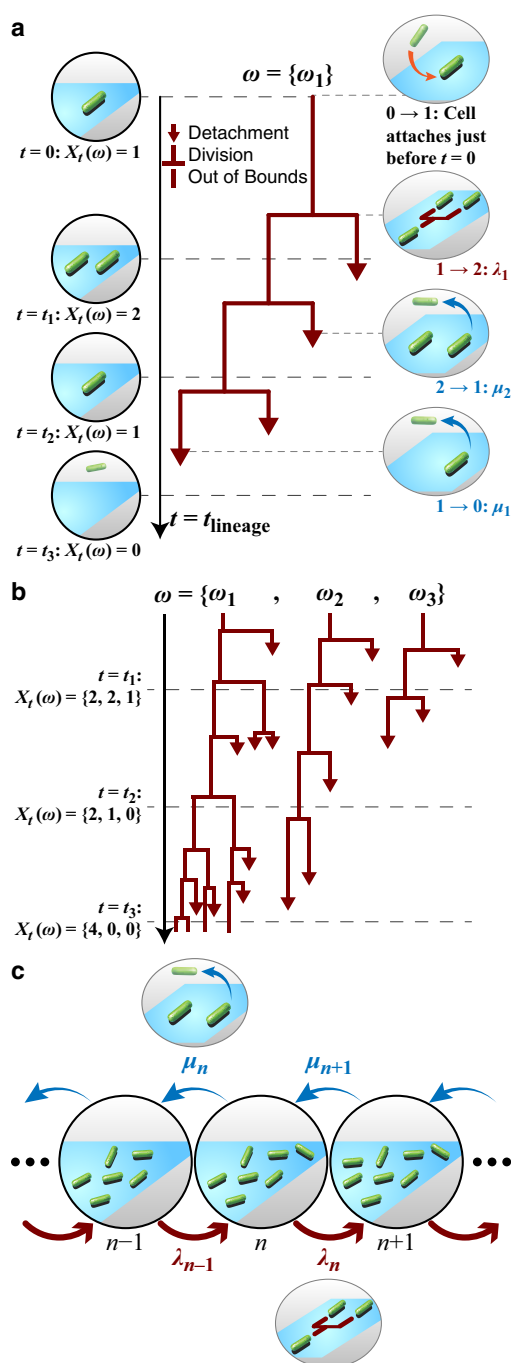 a
ω = {ω₁}
0 → 1: Cell
attaches just
before t = 0
Detachment
Division
Out of Bounds
t = 0: Xₜ(ω) = 1
1 → 2: λ₁
t = t₁: Xₜ(ω) = 2
2 → 1: μ₂
t = t₂: Xₜ(ω) = 1
1 → 0: μ₁
t = t_lineage
t = t₃: Xₜ(ω) = 0
b
ω = {ω₁ , ω₂ , ω₃}
t = t₁:
Xₜ(ω) = {2, 2, 1}
t = t₂:
Xₜ(ω) = {2, 1, 0}
t = t₃:
Xₜ(ω) = {4, 0, 0}
c
μₙ μₙ₊₁
••• •••
n−1 n n+1
λₙ₋₁ λₙ